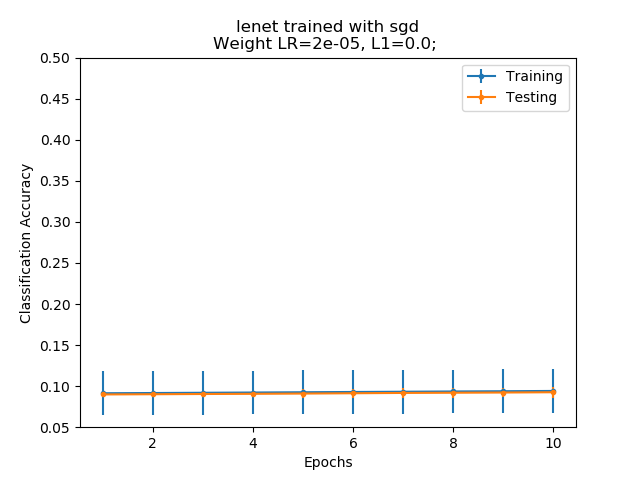 lenet trained with sgd
Weight LR=2e-05, L1=0.0;
Training
Testing
Classification Accuracy
0.50
0.45
0.40
0.35
0.30
0.25
0.20
0.15
0.10
0.05
2 4 6 8 10
Epochs